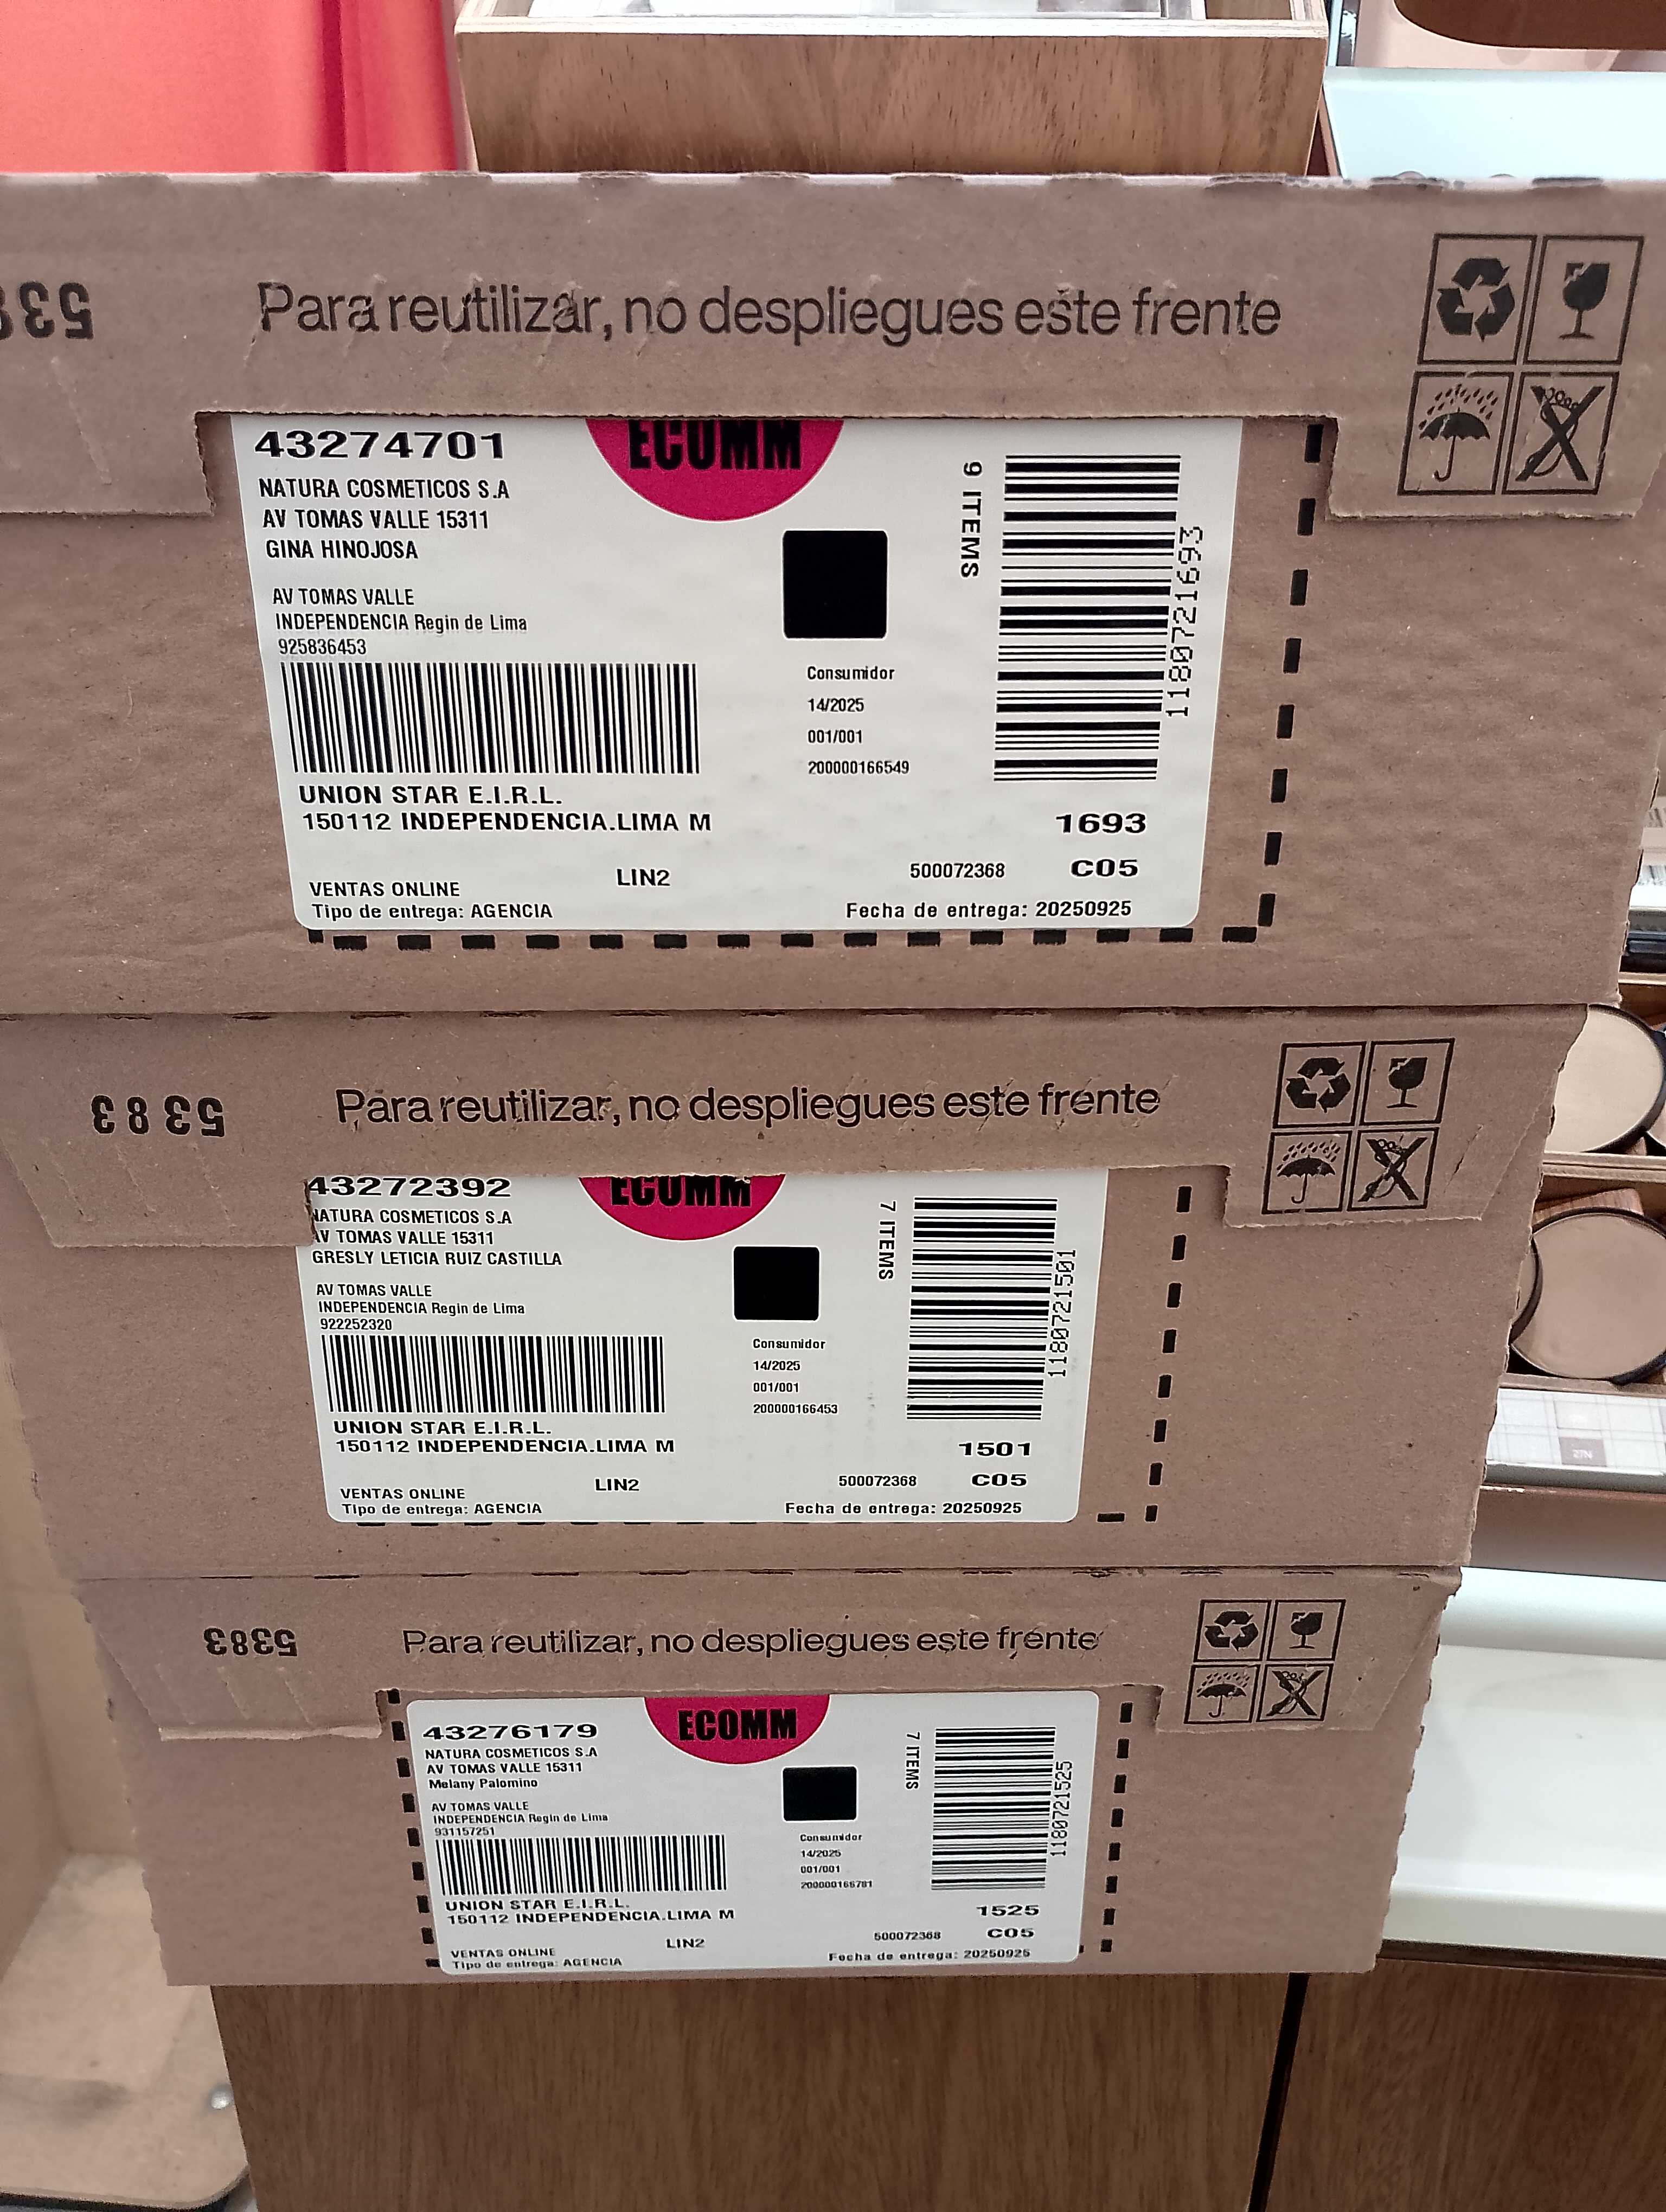 5383
Para reutilizar, no despliegues este frente
43274701
ECOMM
NATURA COSMETICOS S.A
AV TOMAS VALLE 15311
GINA HINOJOSA
9 ITEMS
1180721693
AV TOMAS VALLE
INDEPENDENCIA Regin de Lima
925836453
Consumidor
14/2025
001/001
200000166549
UNION STAR E.I.R.L.
150112 INDEPENDENCIA.LIMA M
1693
LIN2
500072368
C05
VENTAS ONLINE
Tipo de entrega: AGENCIA
Fecha de entrega: 20250925
5383
Para reutilizar, no despliegues este frente
43272392
ECOMM
NATURA COSMETICOS S.A
AV TOMAS VALLE 15311
GRESLY LETICIA RUIZ CASTILLA
7 ITEMS
1180721501
AV TOMAS VALLE
INDEPENDENCIA Regin de Lima
922252320
Consumidor
14/2025
001/001
200000166453
UNION STAR E.I.R.L.
150112 INDEPENDENCIA.LIMA M
1501
LIN2
500072368
C05
VENTAS ONLINE
Tipo de entrega: AGENCIA
Fecha de entrega: 20250925
5383
Para reutilizar, no despliegues este frente
43276179
ECOMM
NATURA COSMETICOS S.A
AV TOMAS VALLE 15311
Melany Palomino
7 ITEMS
1180721525
AV TOMAS VALLE
INDEPENDENCIA Regin de Lima
931157251
Consumidor
14/2025
001/001
UNION STAR E.I.R.L.
150112 INDEPENDENCIA.LIMA M
1525
LIN2
500072368
C05
VENTAS ONLINE
Tipo de entrega: AGENCIA
Fecha de entrega: 20250925
27N